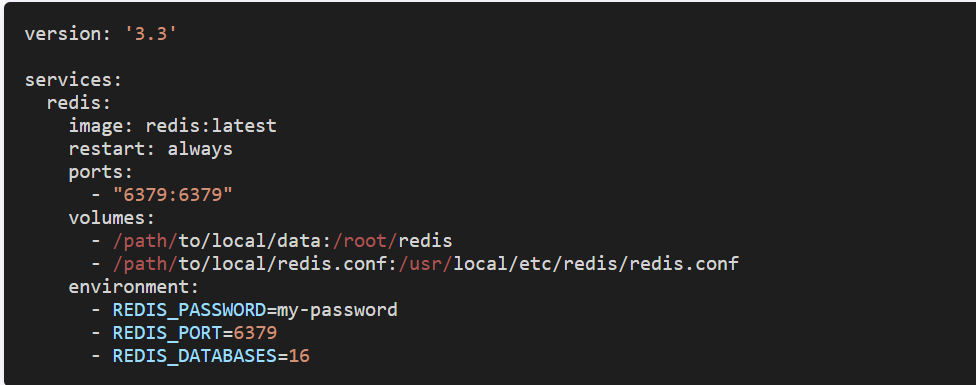 version: '3.3'
services:
  redis:
    image: redis:latest
    restart: always
    ports:
      - "6379:6379"
    volumes:
      - /path/to/local/data:/root/redis
      - /path/to/local/redis.conf:/usr/local/etc/redis/redis.conf
    environment:
      - REDIS_PASSWORD=my-password
      - REDIS_PORT=6379
      - REDIS_DATABASES=16